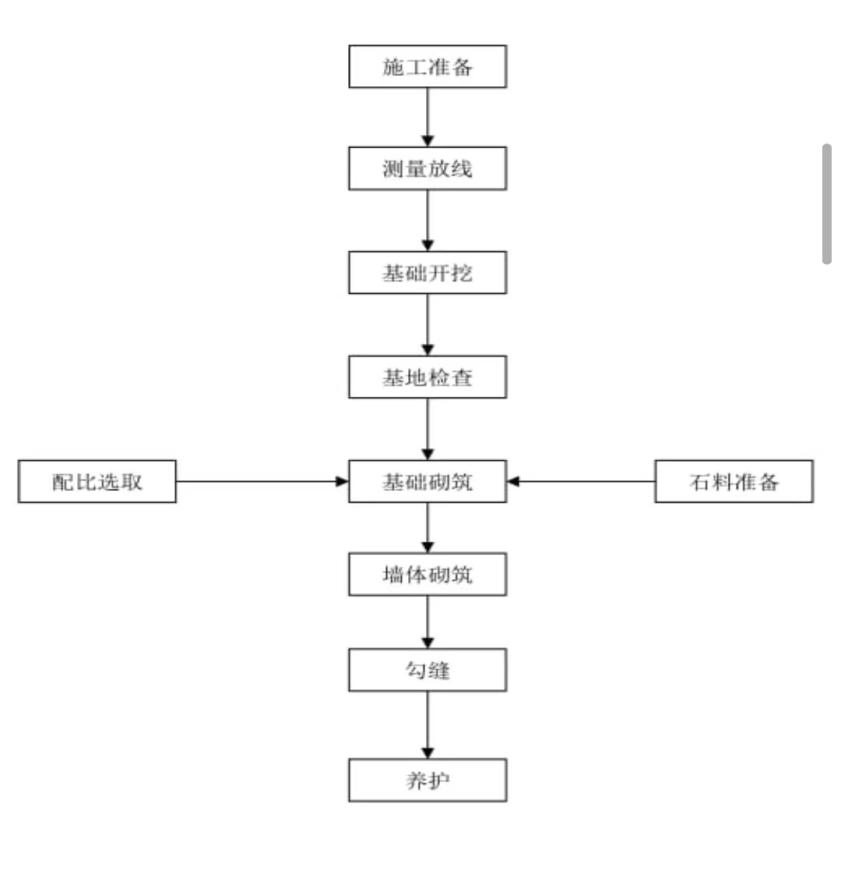 施工准备
测量放线
基础开挖
基地检查
配比选取
基础砌筑
石料准备
墙体砌筑
勾缝
养护